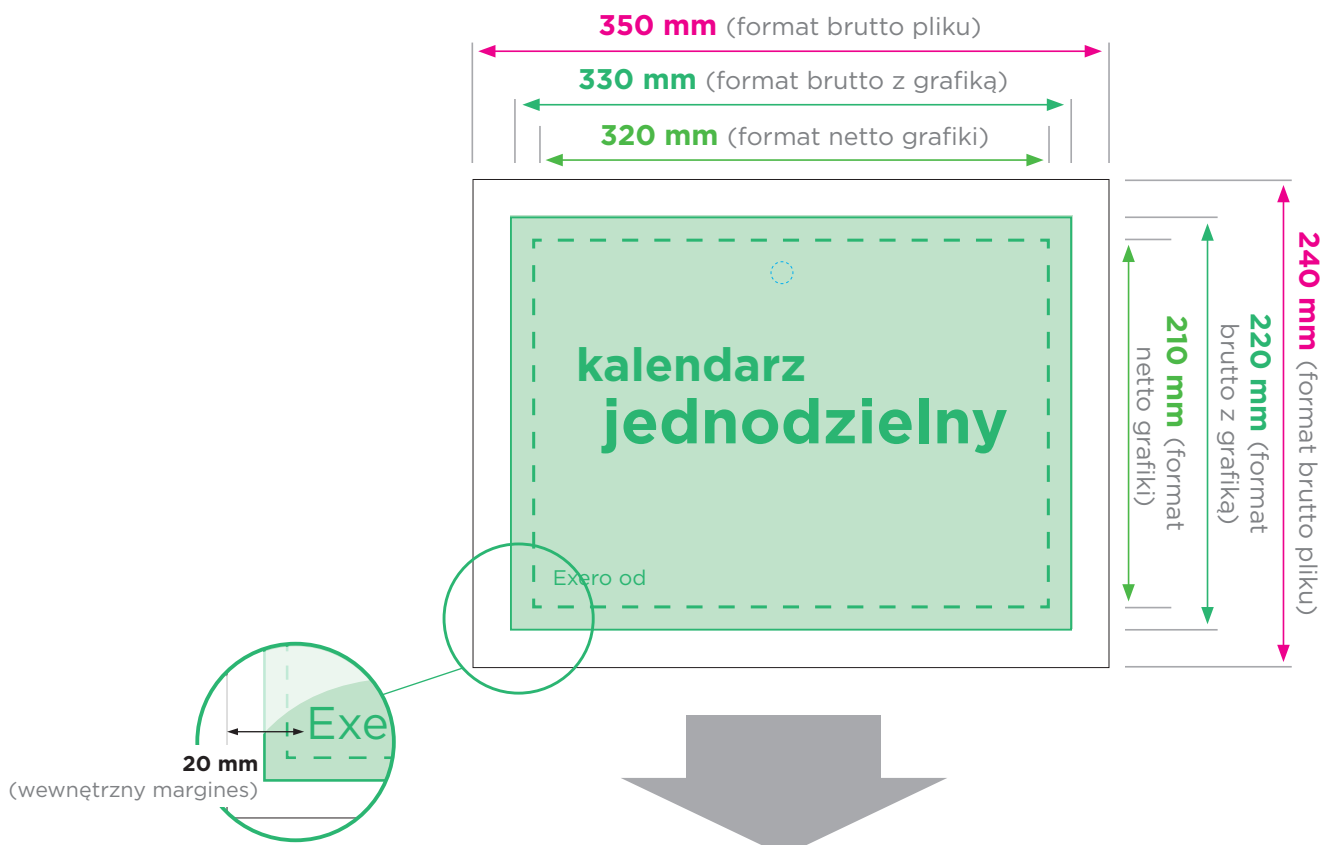 350 mm (format brutto pliku)
330 mm (format brutto z grafiką)
320 mm (format netto grafiki)
kalendarz
jednodzielny
Exero od
210 mm (format
netto grafiki)
220 mm (format
brutto z grafiką)
240 mm (format brutto pliku)
Exe
20 mm
(wewnętrzny margines)